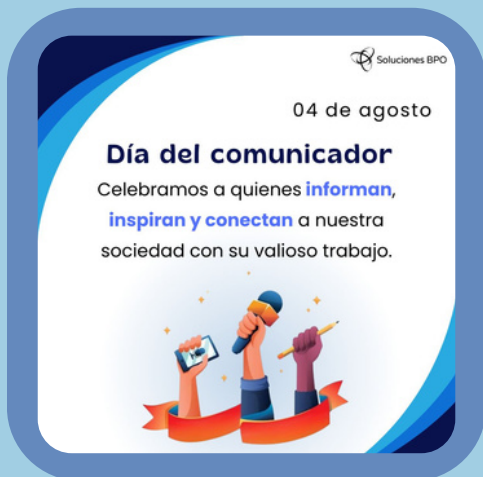 Soluciones BPO
04 de agosto
Día del comunicador
Celebramos a quienes informan,
inspiran y conectan a nuestra
sociedad con su valioso trabajo.